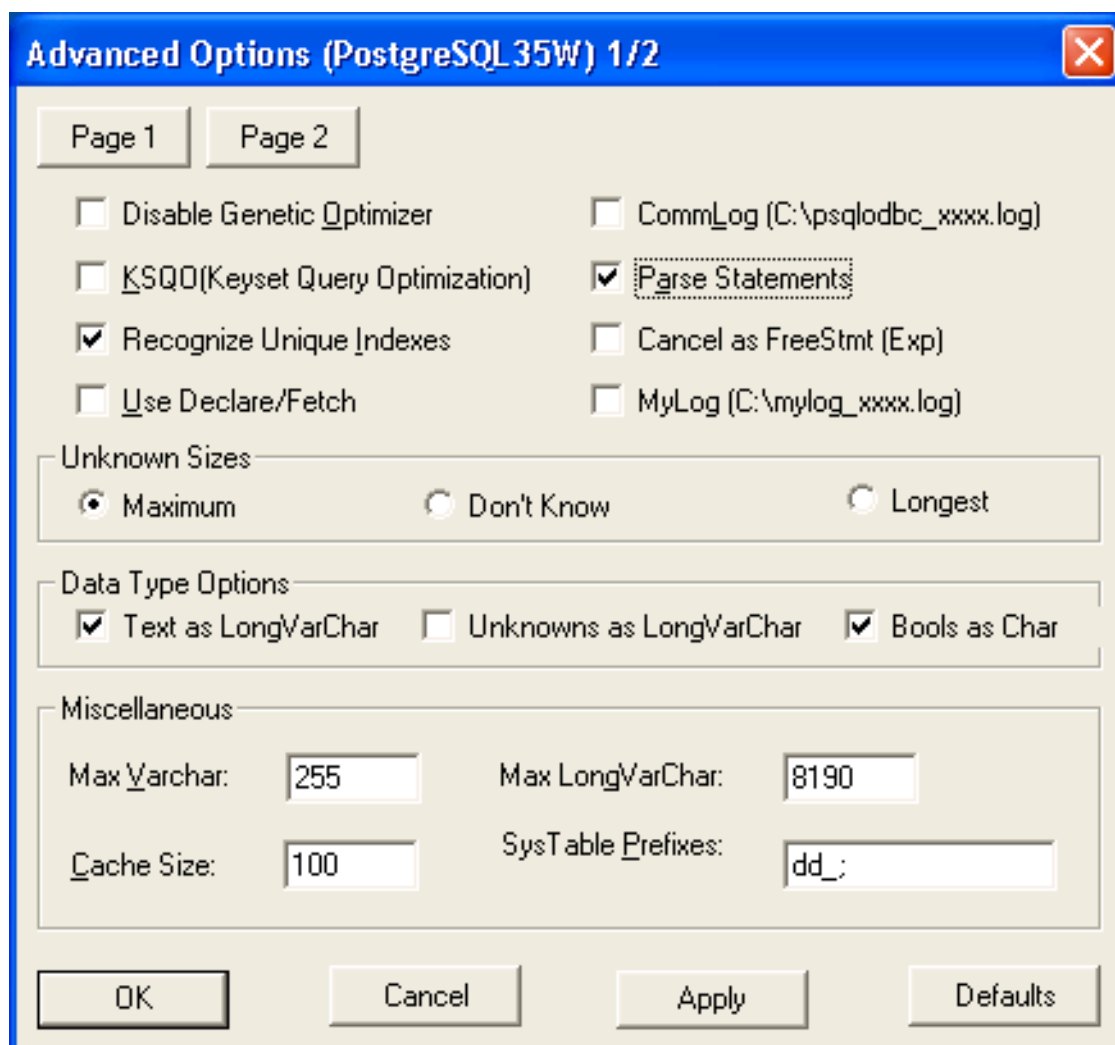 Advanced Options (PostgreSQL35W) 1/2
Page 1 Page 2
Disable Genetic Optimizer CommLog (C:\psqlodbc_xxxx.log)
KSQO(Keyset Query Optimization) Parse Statements
Recognize Unique Indexes Cancel as FreeStmt (Exp)
Use Declare/Fetch MyLog (C:\mylog_xxxx.log)
Unknown Sizes
Maximum Don't Know Longest
Data Type Options
Text as LongVarChar Unknowns as LongVarChar Bools as Char
Miscellaneous
Max Varchar: 255 Max LongVarChar: 8190
Cache Size: 100 SysTable Prefixes: dd_;
OK Cancel Apply Defaults